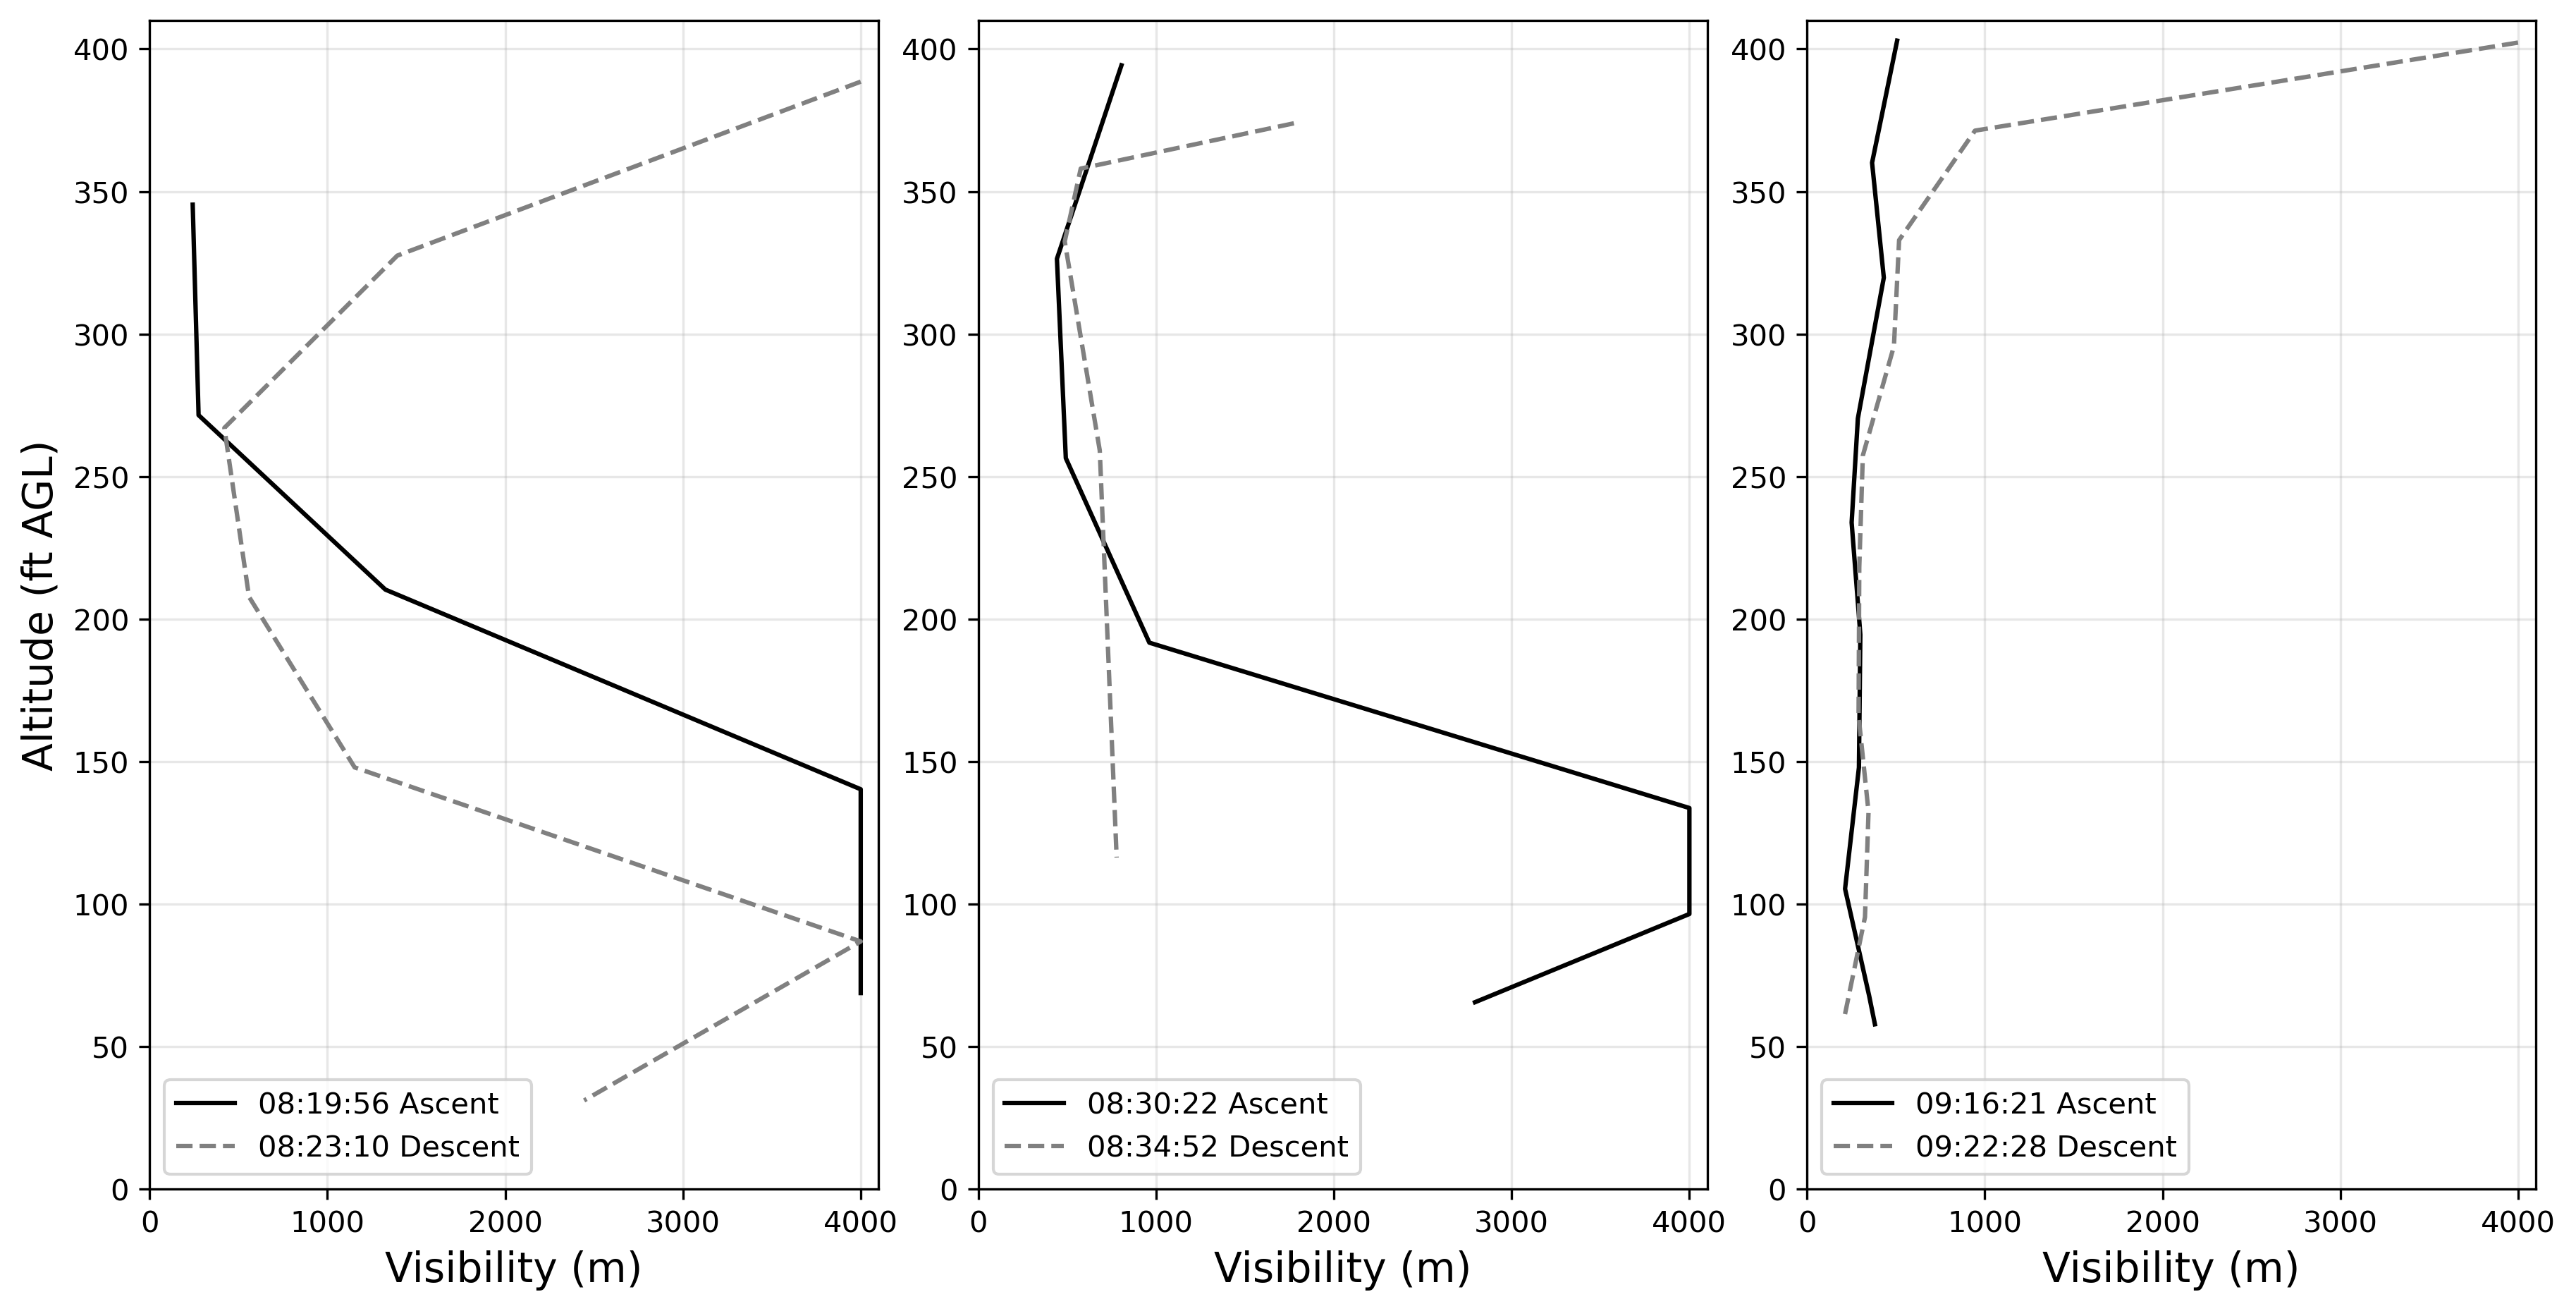 Altitude (ft AGL)
400
350
300
250
200
150
100
50
0
08:19:56 Ascent
08:23:10 Descent
0 1000 2000 3000 4000
Visibility (m)
400
350
300
250
200
150
100
50
0
08:30:22 Ascent
08:34:52 Descent
0 1000 2000 3000 4000
Visibility (m)
400
350
300
250
200
150
100
50
0
09:16:21 Ascent
09:22:28 Descent
0 1000 2000 3000 4000
Visibility (m)